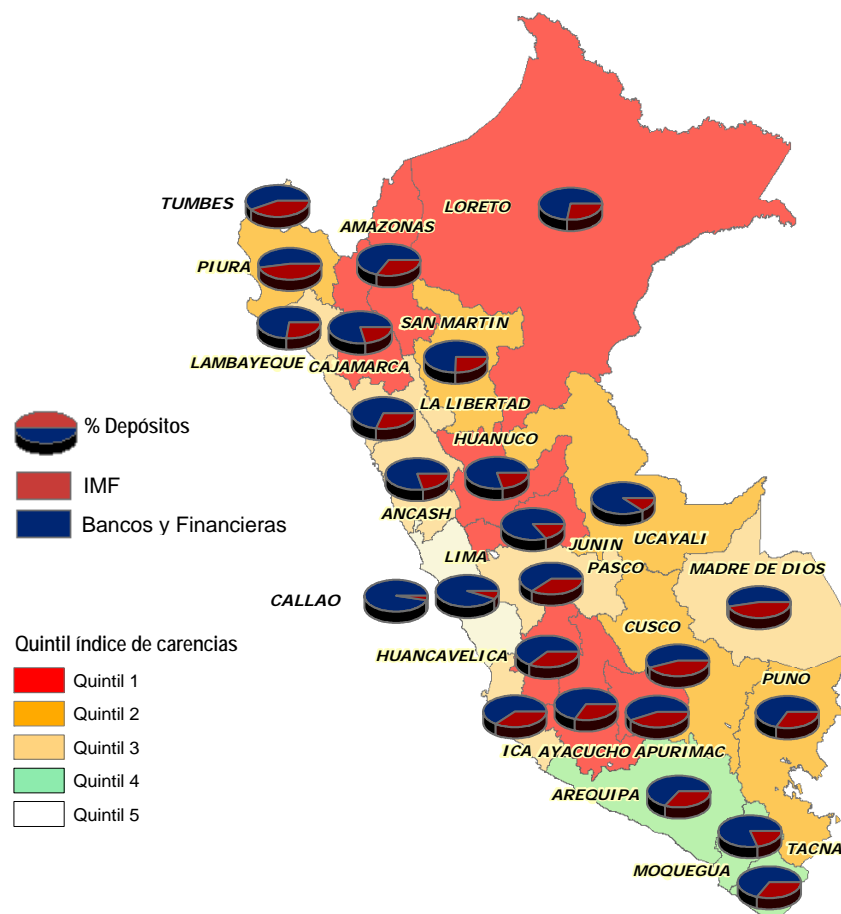 TUMBES
LORETO
AMAZONAS
PIURA
SAN MARTIN
LAMBAYEQUE
CAJAMARCA
LA LIBERTAD
% Depósitos
HUANUCO
IMF
ANCASH
Bancos y Financieras
UCAYALI
JUNIN
LIMA
PASCO
MADRE DE DIOS
CALLAO
CUSCO
Quintil índice de carencias
HUANCAVELICA
Quintil 1
PUNO
Quintil 2
Quintil 3
ICA AYACUCHO APURIMAC
Quintil 4
AREQUIPA
Quintil 5
TACNA
MOQUEGUA